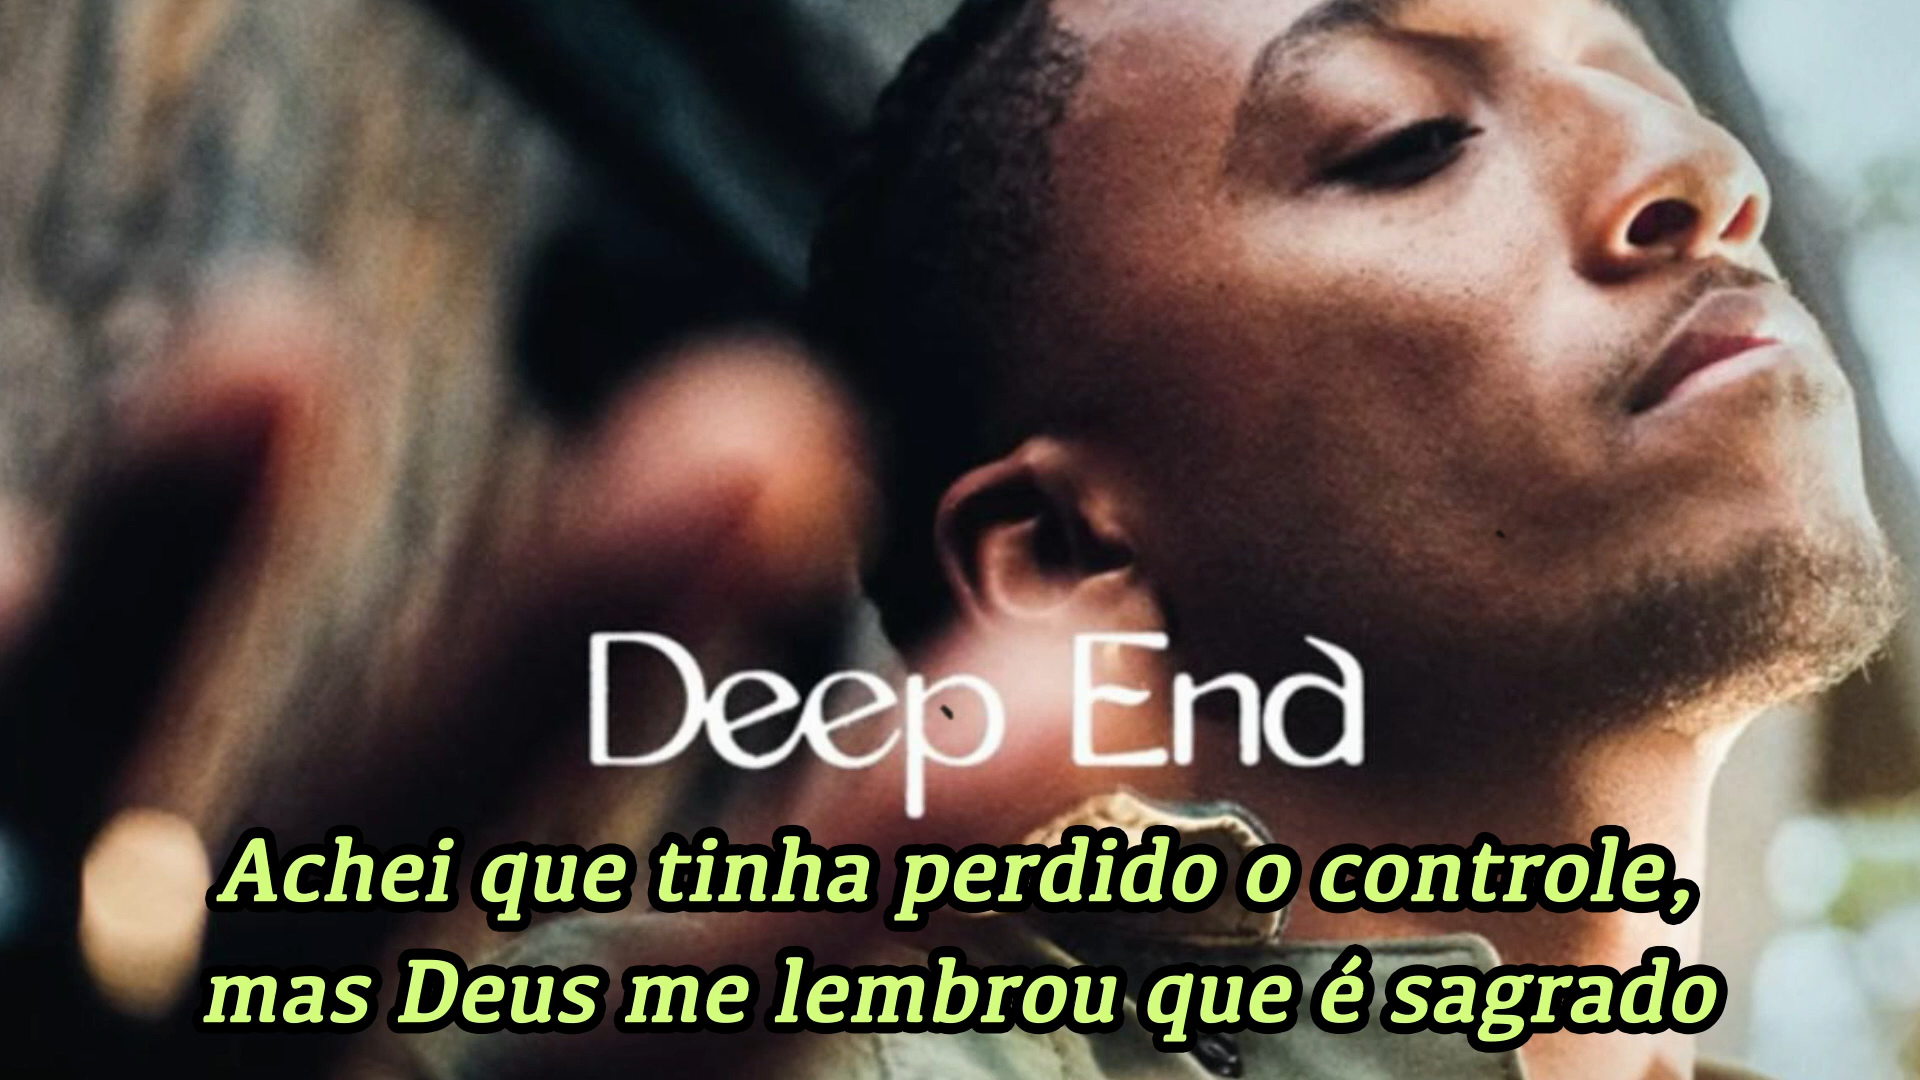 Deep End
Achei que tinha perdido o controle,
mas Deus me lembrou que é sagrado